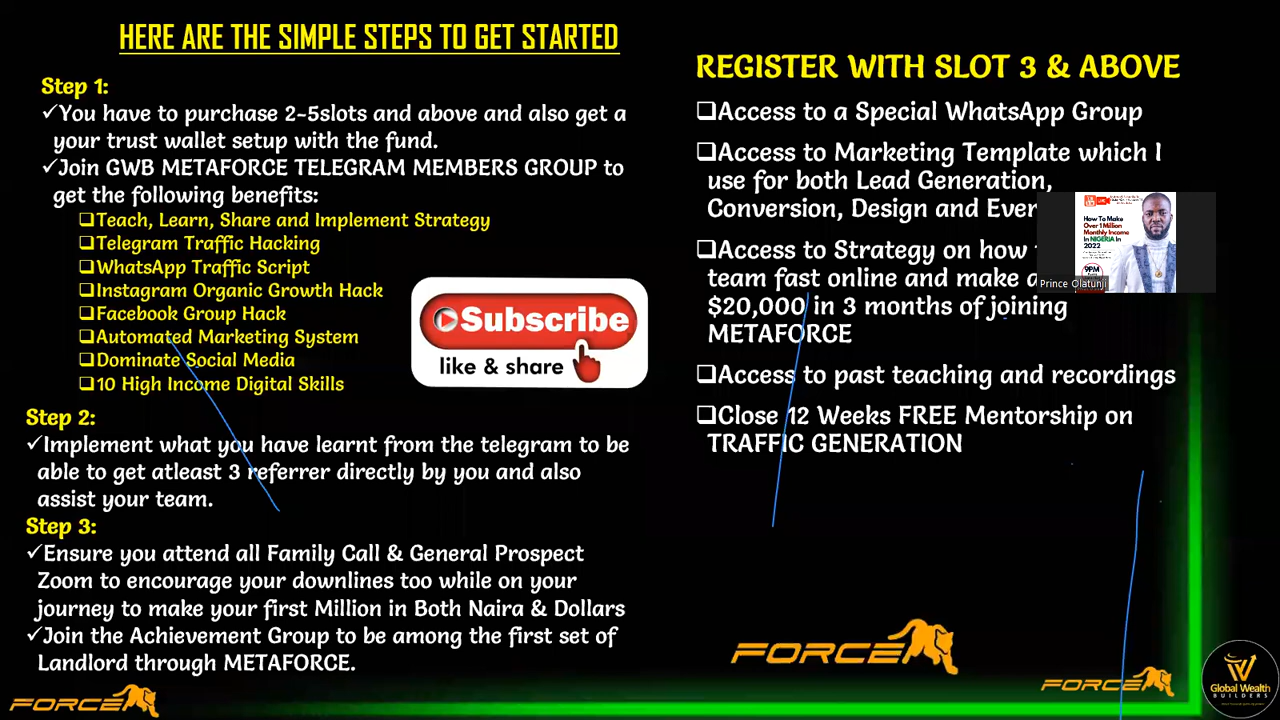 HERE ARE THE SIMPLE STEPS TO GET STARTED
Step 1:
✓You have to purchase 2-5slots and above and also get a
your trust wallet setup with the fund.
✓Join GWB METAFORCE TELEGRAM MEMBERS GROUP to
get the following benefits:
❑Teach, Learn, Share and Implement Strategy
❑Telegram Traffic Hacking
❑WhatsApp Traffic Script
❑Instagram Organic Growth Hack
❑Facebook Group Hack
❑Automated Marketing System
❑Dominate Social Media
❑10 High Income Digital Skills
Subscribe
like & share
Step 2:
✓Implement what you have learnt from the telegram to be
able to get atleast 3 referrer directly by you and also
assist your team.
Step 3:
✓Ensure you attend all Family Call & General Prospect
Zoom to encourage your downlines too while on your
journey to make your first Million in Both Naira & Dollars
✓Join the Achievement Group to be among the first set of
Landlord through METAFORCE.
FORCE
REGISTER WITH SLOT 3 & ABOVE
❑Access to a Special WhatsApp Group
❑Access to Marketing Template which I
use for both Lead Generation,
Conversion, Design and Ever
❑Access to Strategy on how
team fast online and make a
$20,000 in 3 months of joining
METAFORCE
❑Access to past teaching and recordings
❑Close 12 Weeks FREE Mentorship on
TRAFFIC GENERATION
How To Make
Over 1 Million
Monthly Income
In NIGERIA In
2022
9PM
Prince Olatunji
FORCE
FORCE
Global Wealth
BUILDERS